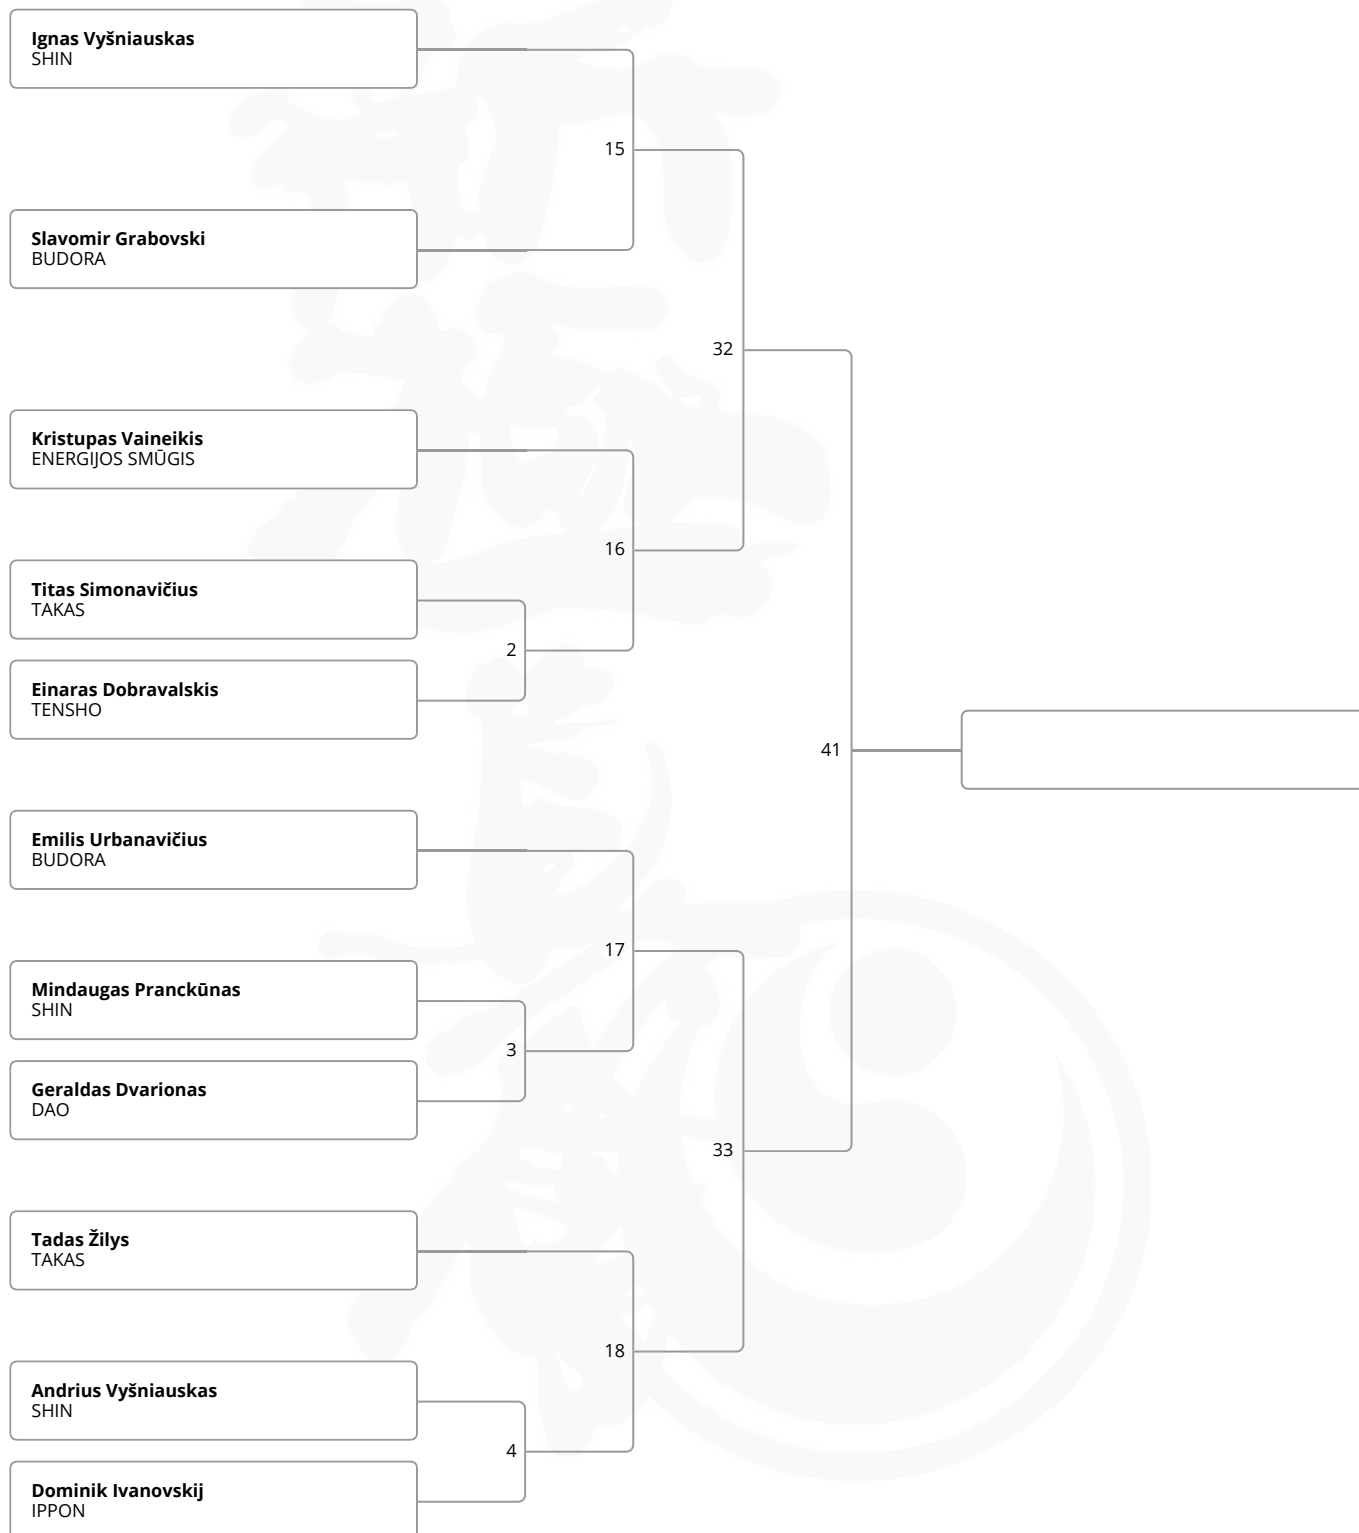 Ignas Vyšniauskas
SHIN
15
Slavomir Grabovski
BUDORA
32
Kristupas Vaineikis
ENERGIJOS SMŪGIS
16
Titas Simonavičius
TAKAS
2
Einaras Dobravalskis
TENSHO
41
Emilis Urbanavičius
BUDORA
17
Mindaugas Pranckūnas
SHIN
3
Geraldas Dvarionas
DAO
33
Tadas Žilys
TAKAS
18
Andrius Vyšniauskas
SHIN
4
Dominik Ivanovskij
IPPON